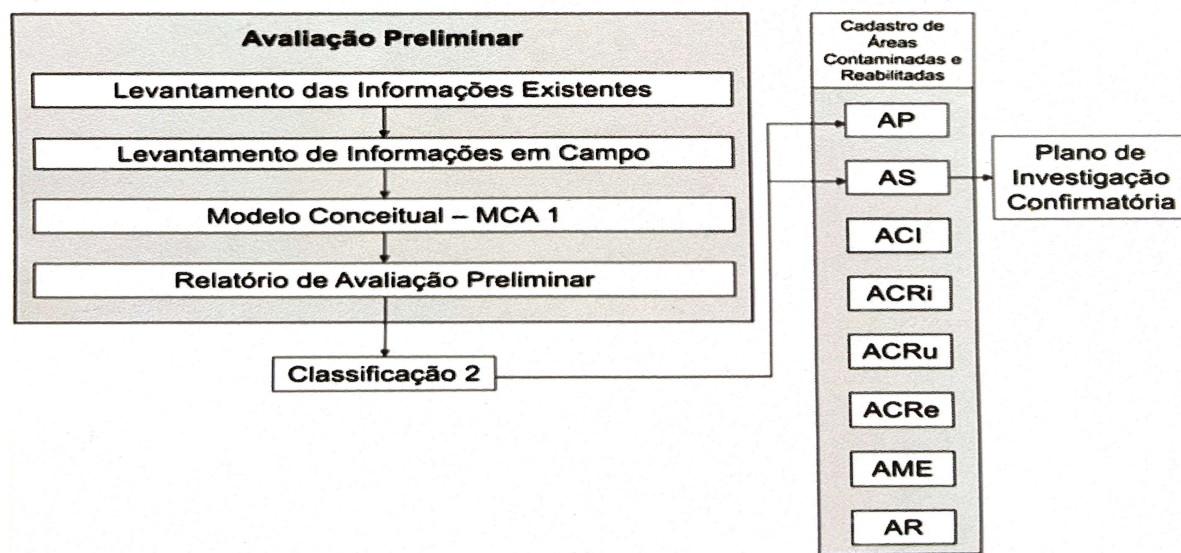 Avaliação Preliminar
Levantamento das Informações Existentes
Levantamento de Informações em Campo
Modelo Conceitual – MCA 1
Relatório de Avaliação Preliminar
Classificação 2
Cadastro de
Áreas
Contaminadas e
Reabilitadas
AP
AS
ACI
ACRi
ACRu
ACRe
AME
AR
Plano de
Investigação
Confirmatória